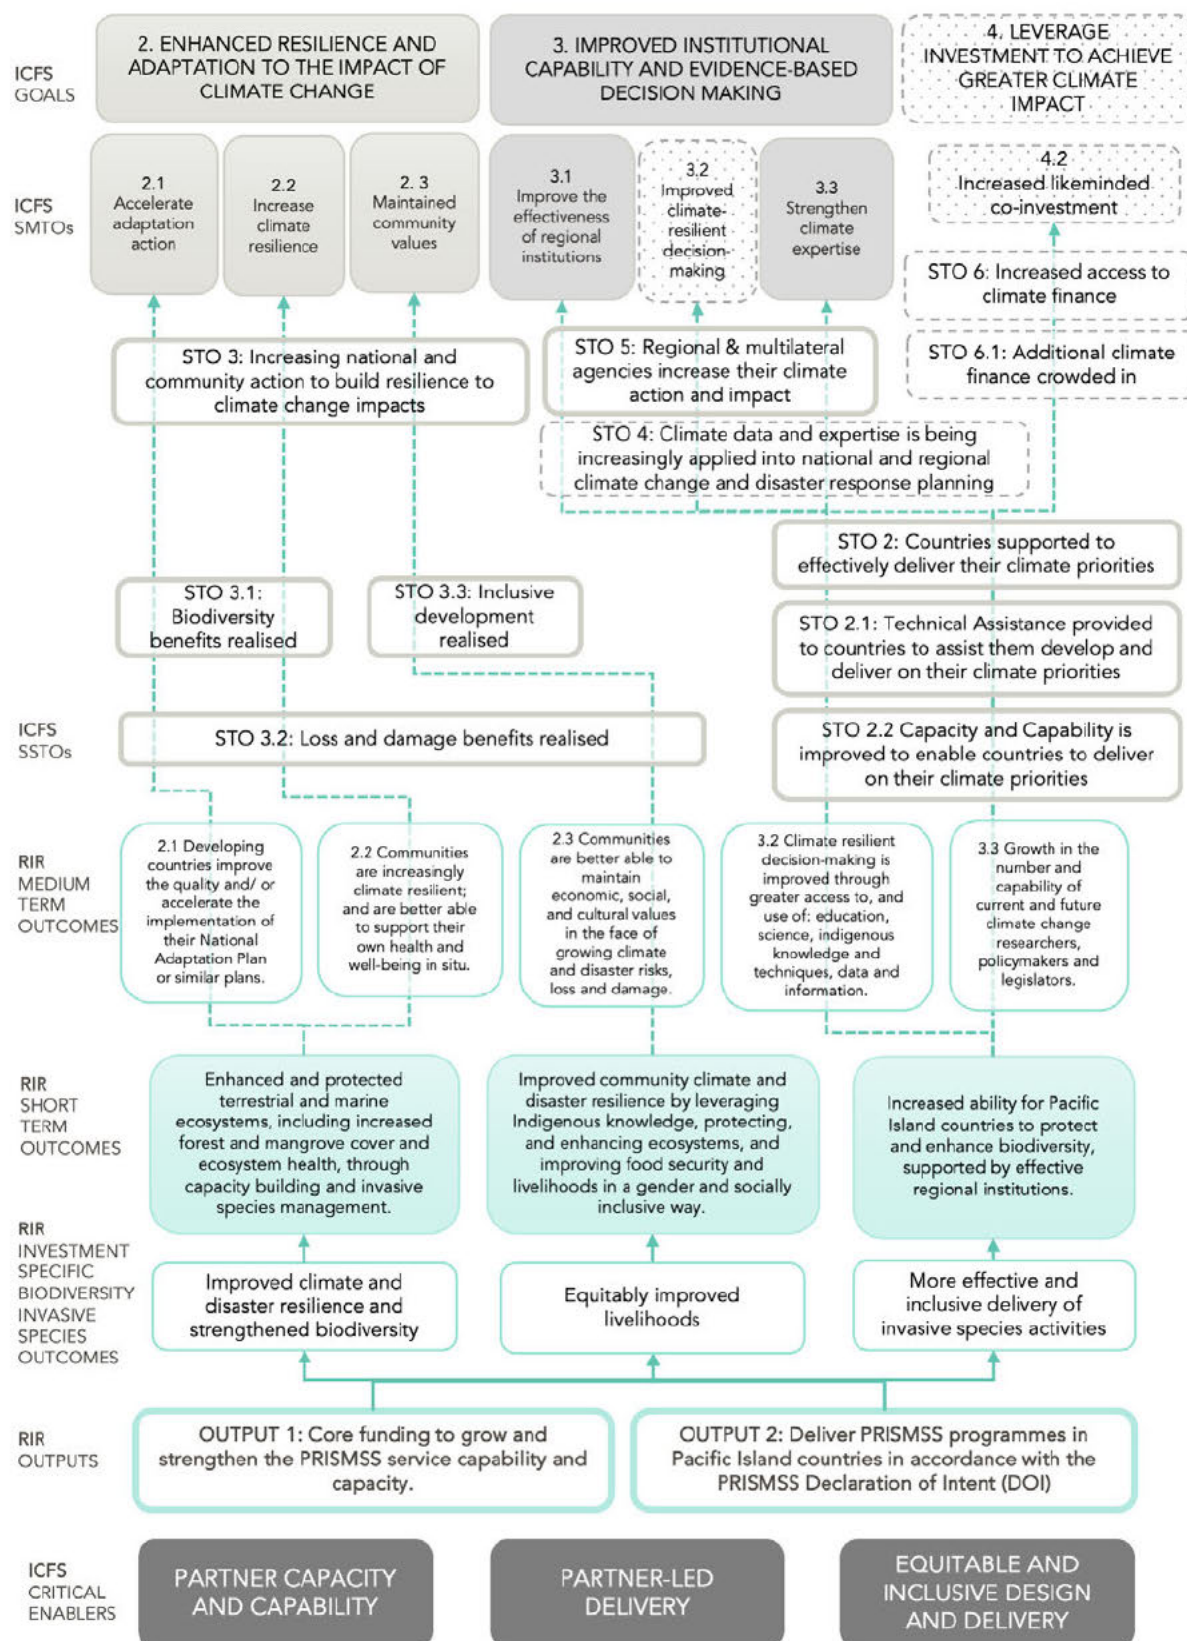 ICFS
GOALS
2. ENHANCED RESILIENCE AND
ADAPTATION TO THE IMPACT OF
CLIMATE CHANGE
3. IMPROVED INSTITUTIONAL
CAPABILITY AND EVIDENCE-BASED
DECISION MAKING
4. LEVERAGE
INVESTMENT TO ACHIEVE
GREATER CLIMATE
IMPACT
ICFS
SMTOs
2.1
Accelerate
adaptation
action
2.2
Increase
climate
resilience
2. 3
Maintained
community
values
3.1
Improve the
effectiveness
of regional
institutions
3.2
Improved
climate-
resilient
decision-
making
3.3
Strengthen
climate
expertise
4.2
Increased likeminded
co-investment
STO 6: Increased access to
climate finance
STO 6.1: Additional climate
finance crowded in
STO 3: Increasing national and
community action to build resilience to
climate change impacts
STO 5: Regional & multilateral
agencies increase their climate
action and impact
STO 4: Climate data and expertise is being
increasingly applied into national and regional
climate change and disaster response planning
STO 2: Countries supported to
effectively deliver their climate priorities
STO 3.1:
Biodiversity
benefits realised
STO 3.3: Inclusive
development
realised
STO 2.1: Technical Assistance provided
to countries to assist them develop and
deliver on their climate priorities
ICFS
SSTOs
STO 3.2: Loss and damage benefits realised
STO 2.2 Capacity and Capability is
improved to enable countries to deliver
on their climate priorities
RIR
MEDIUM
TERM
OUTCOMES
2.1 Developing
countries improve
the quality and/ or
accelerate the
implementation of
their National
Adaptation Plan
or similar plans.
2.2 Communities
are increasingly
climate resilient;
and are better able
to support their
own health and
well-being in situ.
2.3 Communities
are better able to
maintain
economic, social,
and cultural values
in the face of
growing climate
and disaster risks,
loss and damage.
3.2 Climate resilient
decision-making is
improved through
greater access to, and
use of: education,
science, indigenous
knowledge and
techniques, data and
information.
3.3 Growth in the
number and
capability of
current and future
climate change
researchers,
policymakers and
legislators.
RIR
SHORT
TERM
OUTCOMES
Enhanced and protected
terrestrial and marine
ecosystems, including increased
forest and mangrove cover and
ecosystem health, through
capacity building and invasive
species management.
Improved community climate and
disaster resilience by leveraging
Indigenous knowledge, protecting,
and enhancing ecosystems, and
improving food security and
livelihoods in a gender and socially
inclusive way.
Increased ability for Pacific
Island countries to protect
and enhance biodiversity,
supported by effective
regional institutions.
RIR
INVESTMENT
SPECIFIC
BIODIVERSITY
INVASIVE
SPECIES
OUTCOMES
Improved climate and
disaster resilience and
strengthened biodiversity
Equitably improved
livelihoods
More effective and
inclusive delivery of
invasive species activities
RIR
OUTPUTS
OUTPUT 1: Core funding to grow and
strengthen the PRISMSS service capability and
capacity.
OUTPUT 2: Deliver PRISMSS programmes in
Pacific Island countries in accordance with the
PRISMSS Declaration of Intent (DOI)
ICFS
CRITICAL
ENABLERS
PARTNER CAPACITY
AND CAPABILITY
PARTNER-LED
DELIVERY
EQUITABLE AND
INCLUSIVE DESIGN
AND DELIVERY